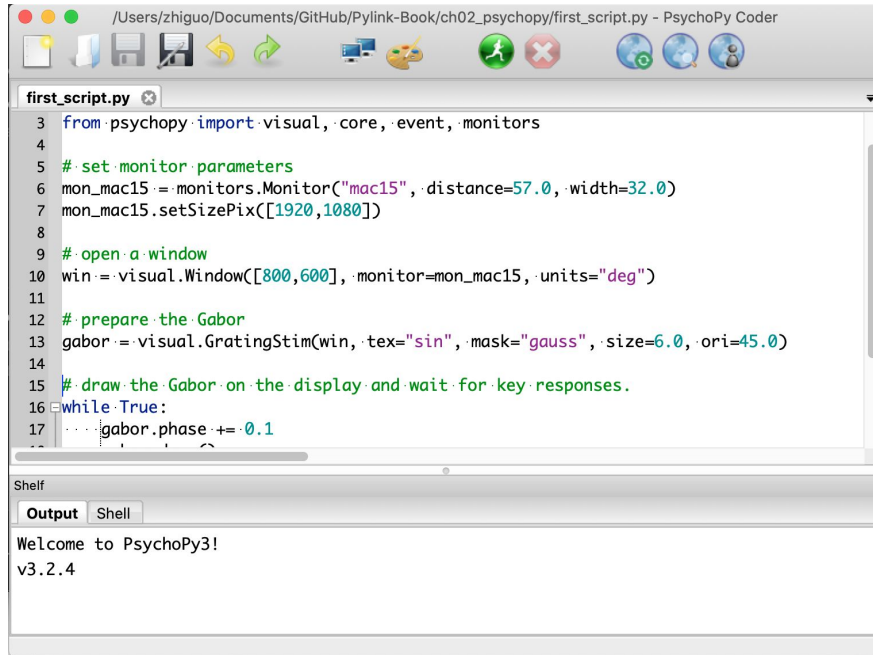 /Users/zhiguo/Documents/GitHub/Pylink-Book/ch02_psychopy/first_script.py - PsychoPy Coder
first_script.py
3 from psychopy import visual, core, event, monitors
4
5 # set monitor parameters
6 mon_mac15 = monitors.Monitor("mac15", distance=57.0, width=32.0)
7 mon_mac15.setSizePix([1920,1080])
8
9 # open a window
10 win = visual.Window([800,600], monitor=mon_mac15, units="deg")
11
12 # prepare the Gabor
13 gabor = visual.GratingStim(win, tex="sin", mask="gauss", size=6.0, ori=45.0)
14
15 # draw the Gabor on the display and wait for key responses.
16 while True:
17 gabor.phase += 0.1
Shelf
Output Shell
Welcome to PsychoPy3!
v3.2.4